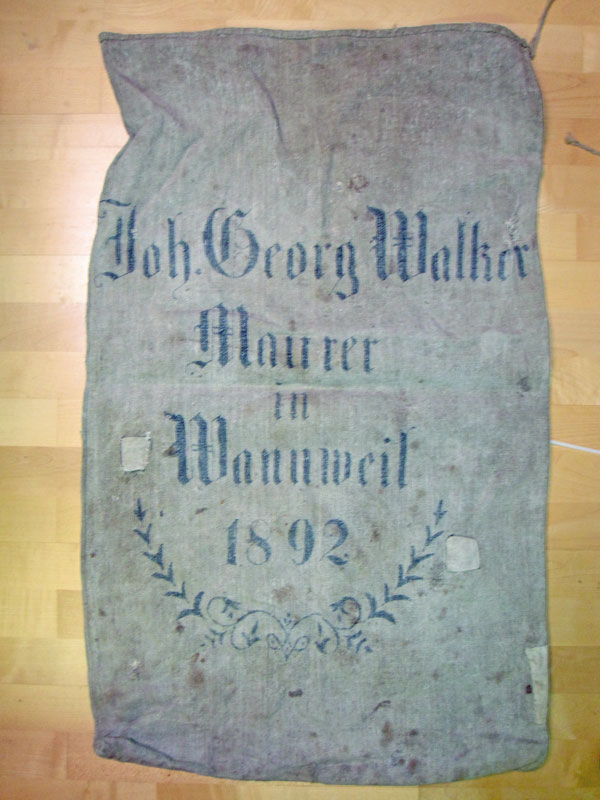 Joh. Georg Walker
Maurer
in
Wannweil
1892